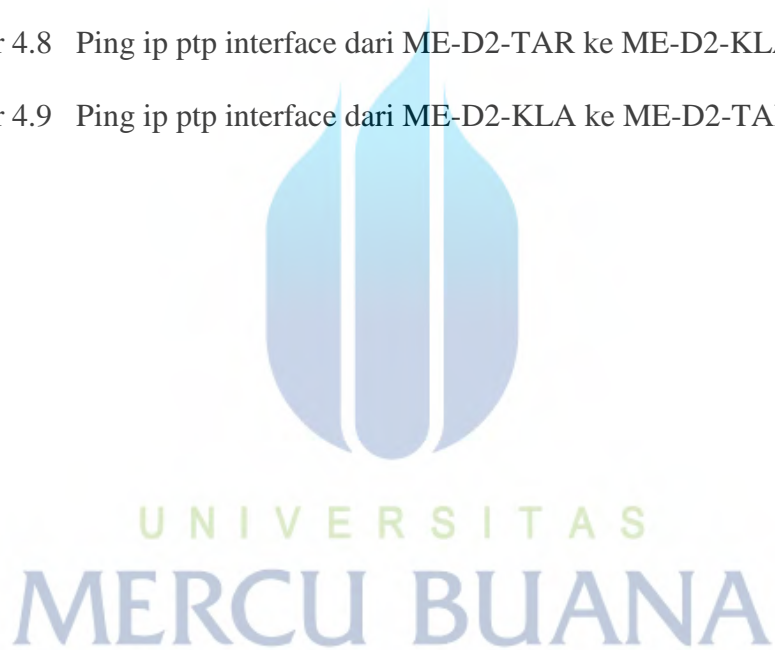 r 4.8 Ping ip ptp interface dari ME-D2-TAR ke ME-D2-KLA
r 4.9 Ping ip ptp interface dari ME-D2-KLA ke ME-D2-TA
UNIVERSITAS
MERCU BUANA